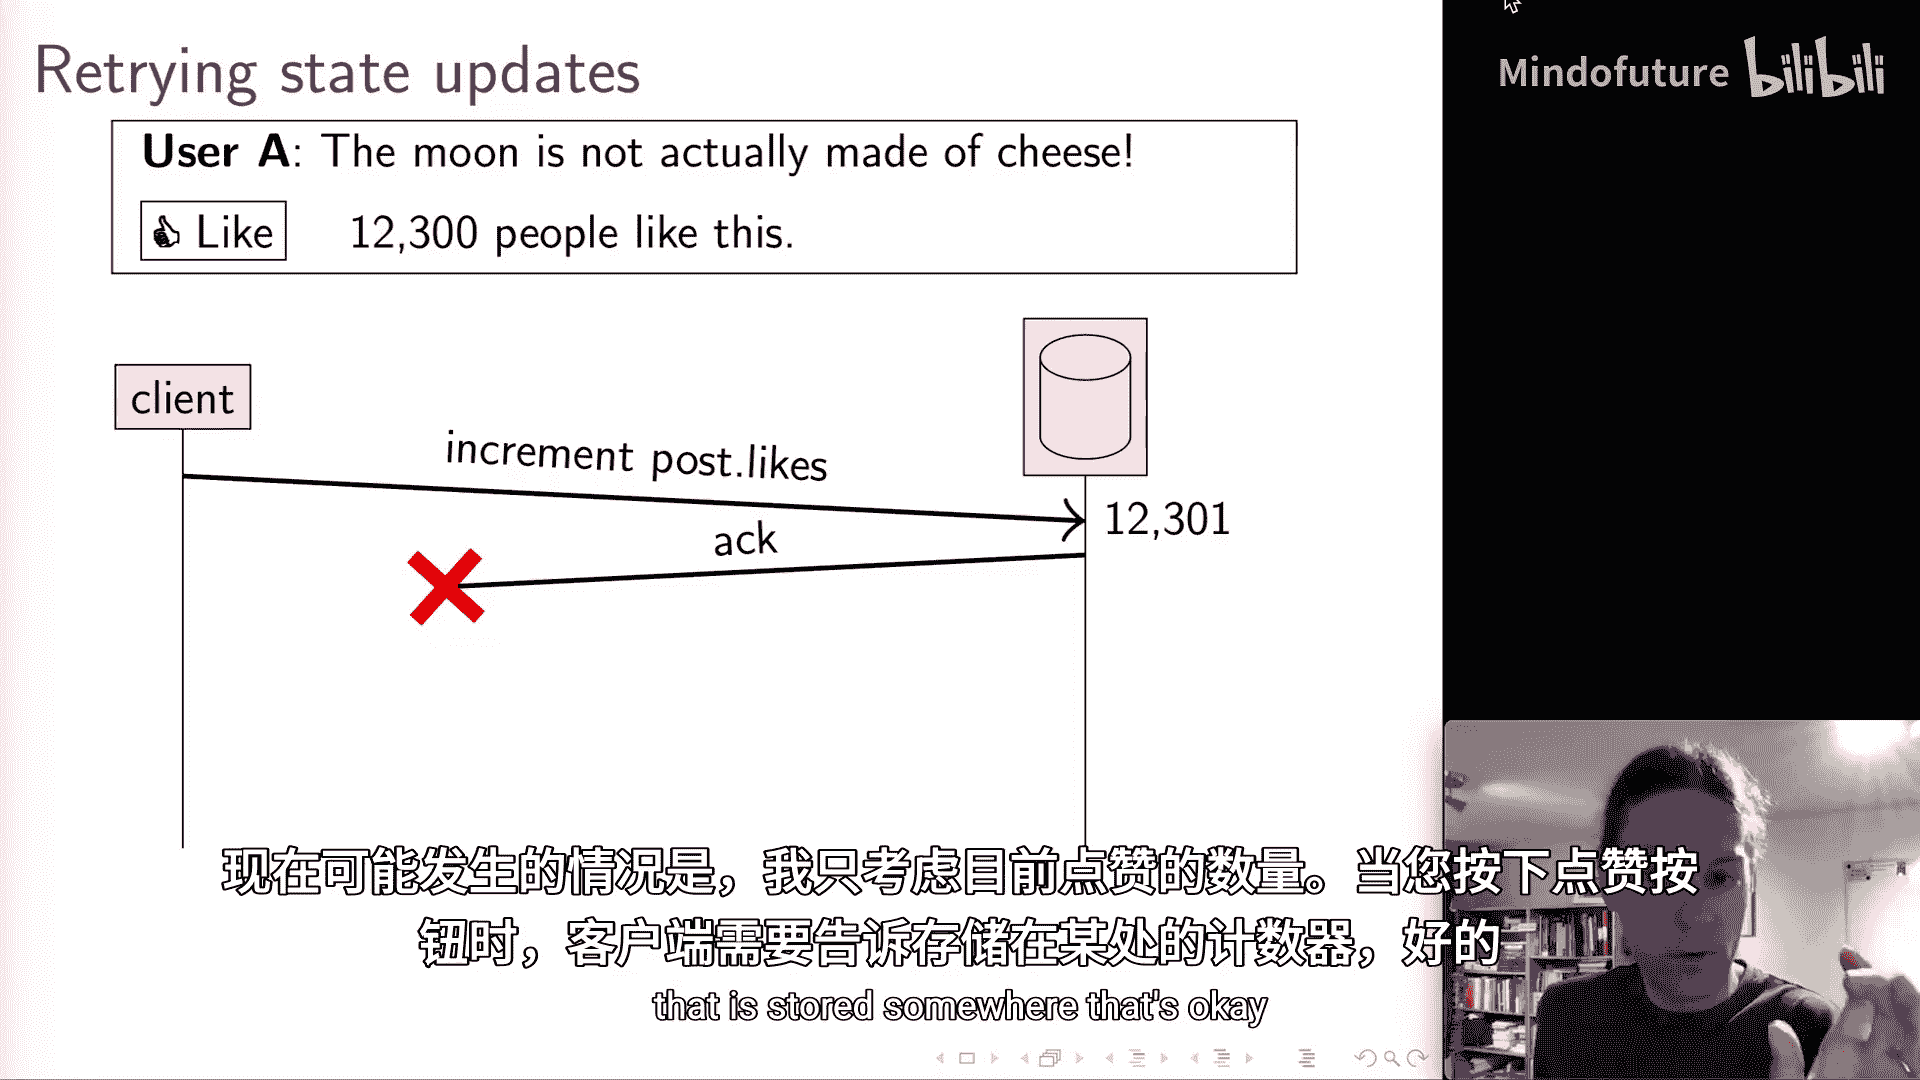 Retrying state updates
Mindofuture bilibili
User A: The moon is not actually made of cheese!
👍 Like 12,300 people like this.
client
increment post.likes
12,301
ack
现在可能发生的情况是，我只考虑目前点赞的数量。当您按下点赞按
钮时，客户端需要告诉存储在某处的计数器，好的
that is stored somewhere that's okay